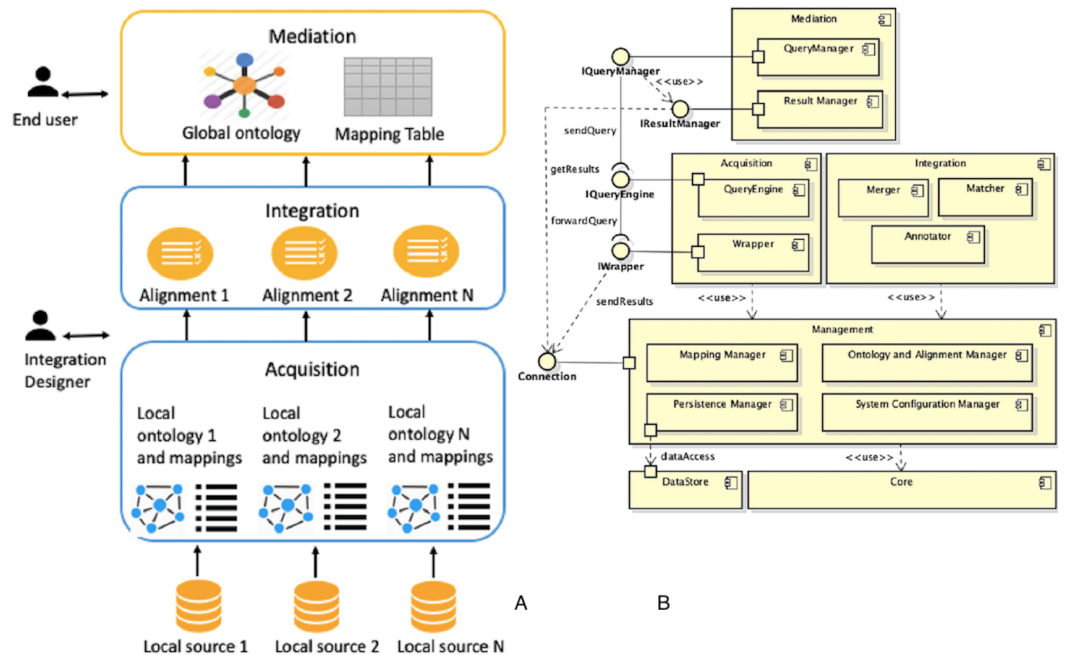 Mediation
End user
Global ontology
Mapping Table
Integration
Alignment 1
Alignment 2
Alignment N
Integration
Designer
Acquisition
Local
ontology 1
and mappings
Local
ontology 2
and mappings
Local
ontology N
and mappings
Local source 1
Local source 2
Local source N
A
Mediation
QueryManager
IQueryManager
<<use>>
Result Manager
IResultManager
sendQuery
Acquisition
Integration
getResults
QueryEngine
IQueryEngine
Merger
Matcher
forwardQuery
Wrapper
IWrapper
Annotator
sendResults
<<use>>
<<use>>
Management
Mapping Manager
Ontology and Alignment Manager
Connection
Persistence Manager
System Configuration Manager
dataAccess
<<use>>
DataStore
Core
B